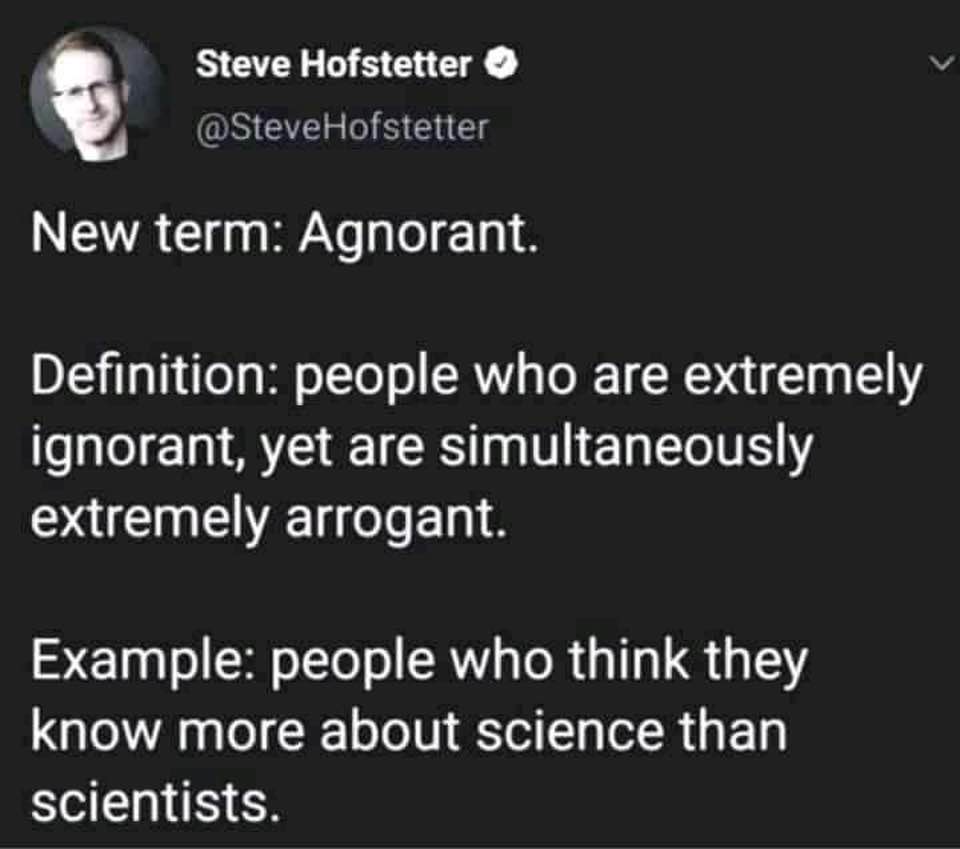 Steve Hofstetter
@SteveHofstetter
New term: Agnorant.
Definition: people who are extremely
ignorant, yet are simultaneously
extremely arrogant.
Example: people who think they
know more about science than
scientists.